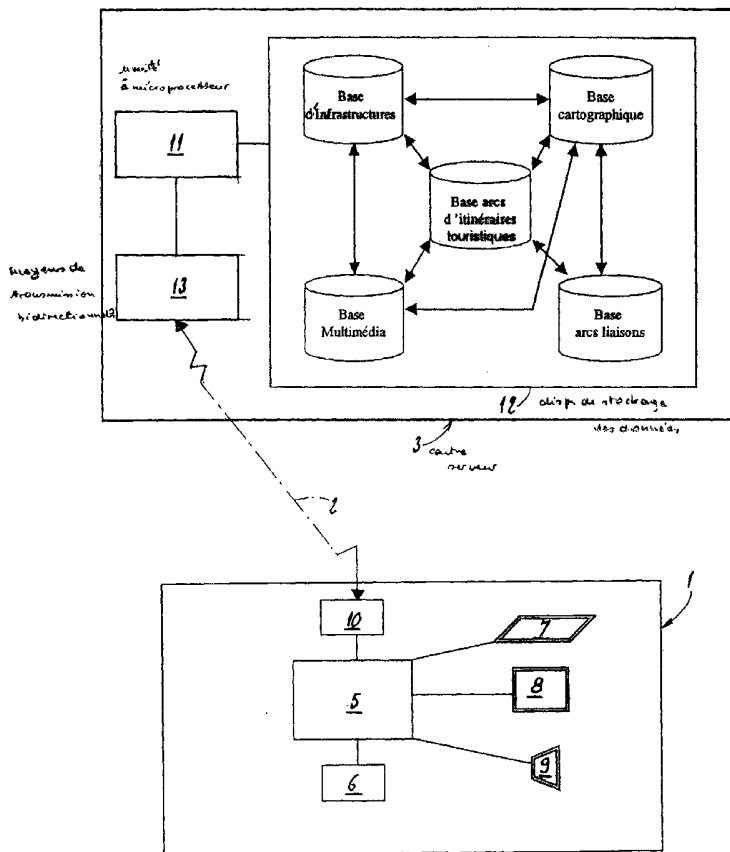 unité
à microprocesseur
11
Base
d'Infrastructures
Base
cartographique
Base arcs
d'itinéraires
touristiques
moyens de
transmission
bidirectionnels
13
Base
Multimédia
Base
arcs liaisons
12 dispo de stockage
des données
3 centre
serveur
2
1
10
7
5
8
6
9